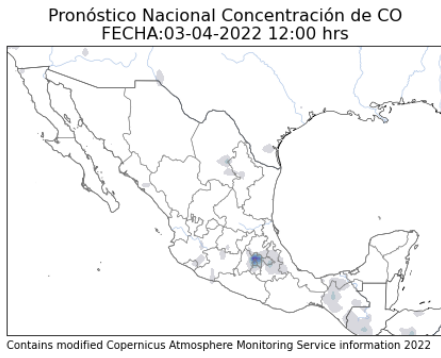 Pronóstico Nacional Concentración de CO
FECHA:03-04-2022 12:00 hrs
Contains modified Copernicus Atmosphere Monitoring Service information 2022